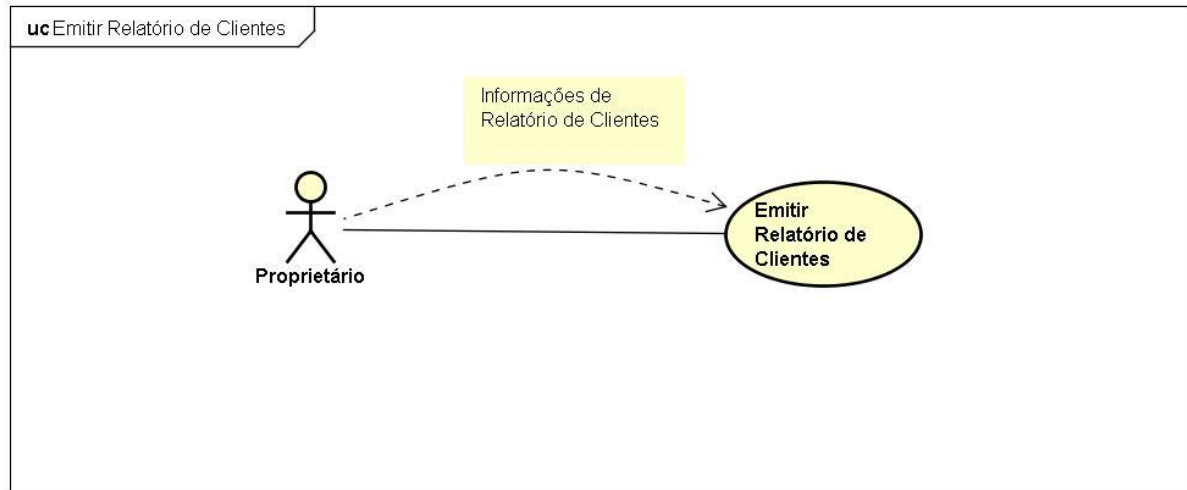 uc Emitir Relatório de Clientes
Informações de
Relatório de Clientes
Proprietário
Emitir
Relatório de
Clientes